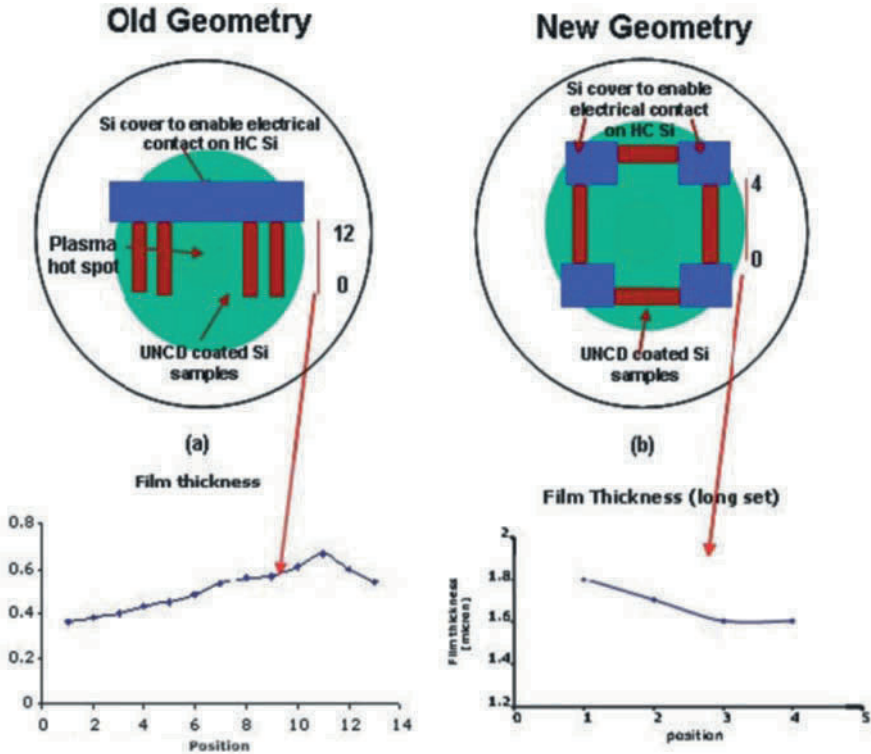 Old Geometry
Si cover to enable electrical
contact on HC Si
Plasma
hot spot
12
0
UNCD coated Si
samples
(a)
Film thickness
0.8
0.6
0.4
0.2
0
0 2 4 6 8 10 12 14
Position
New Geometry
Si cover to enable
electrical contact
on HC Si
4
0
UNCD coated Si
samples
(b)
Film Thickness (long set)
Film thickness
[micron]
2
1.8
1.6
1.4
1.2
0 1 2 3 4 5
position